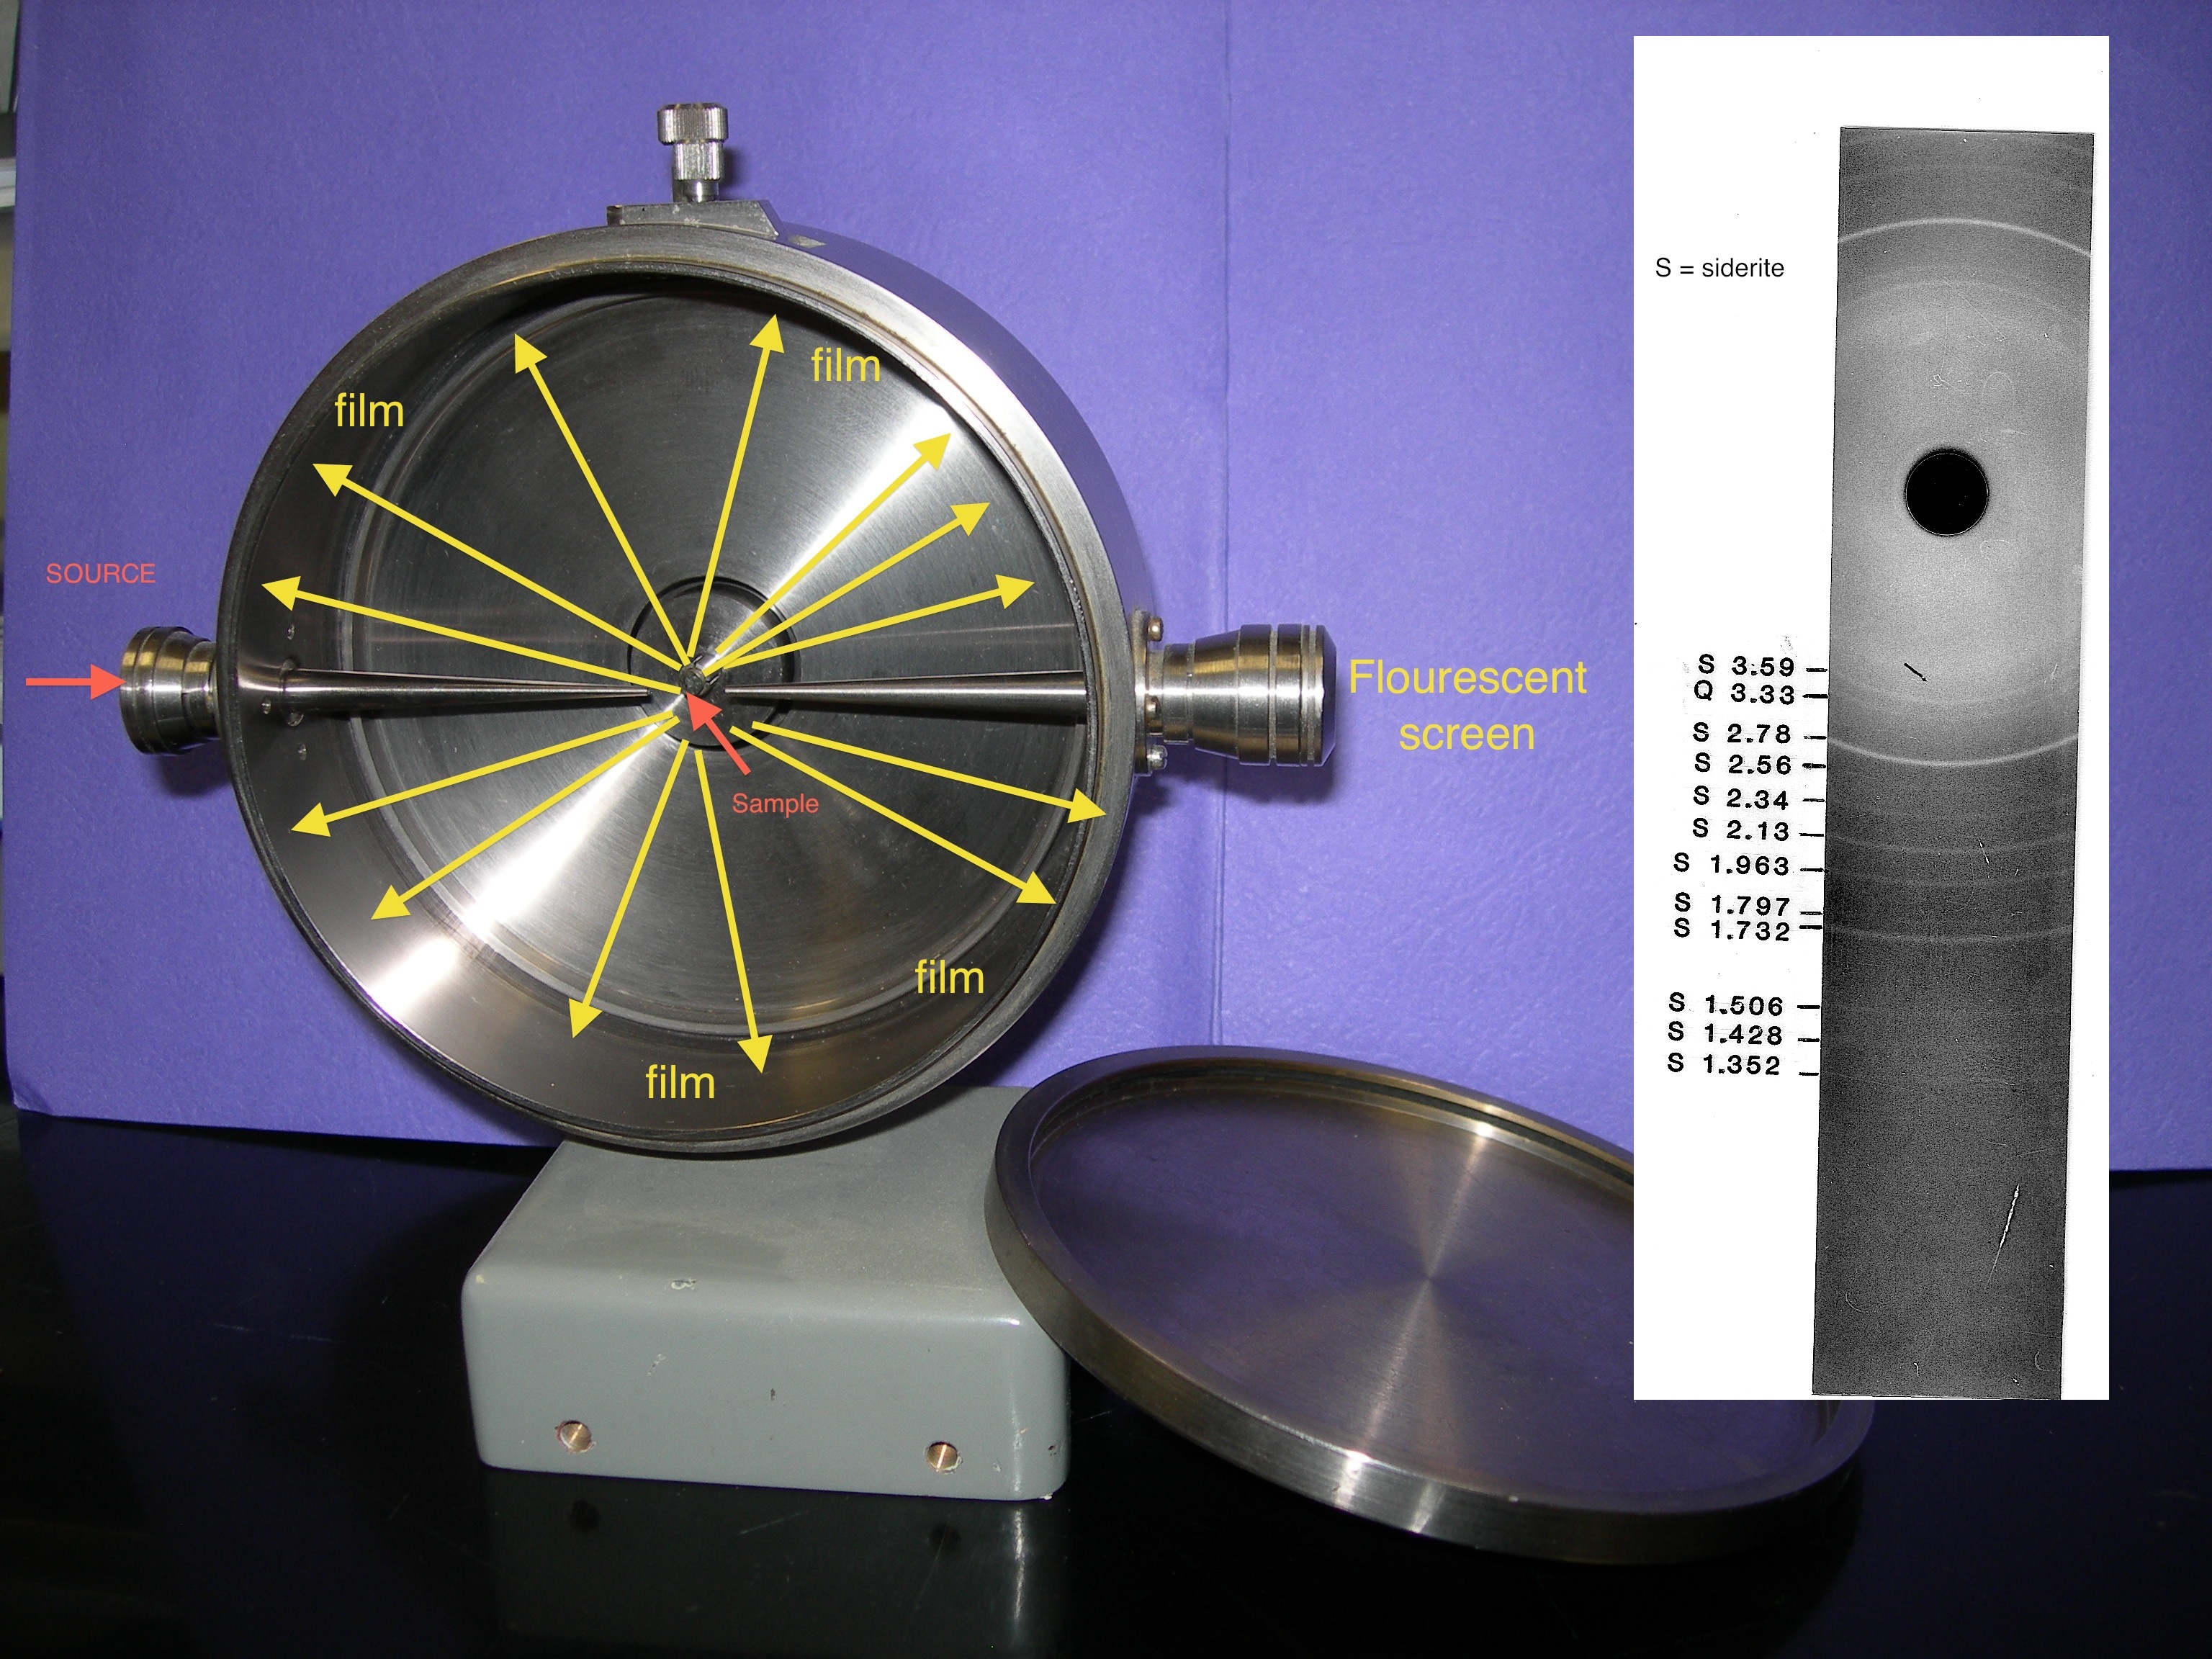 film
film
SOURCE
Flourescent
screen
Sample
film
film
S = siderite
S 3.59
Q 3.33
S 2.78
S 2.56
S 2.34
S 2.13
S 1.963
S 1.797
S 1.732
S 1.506
S 1.428
S 1.352